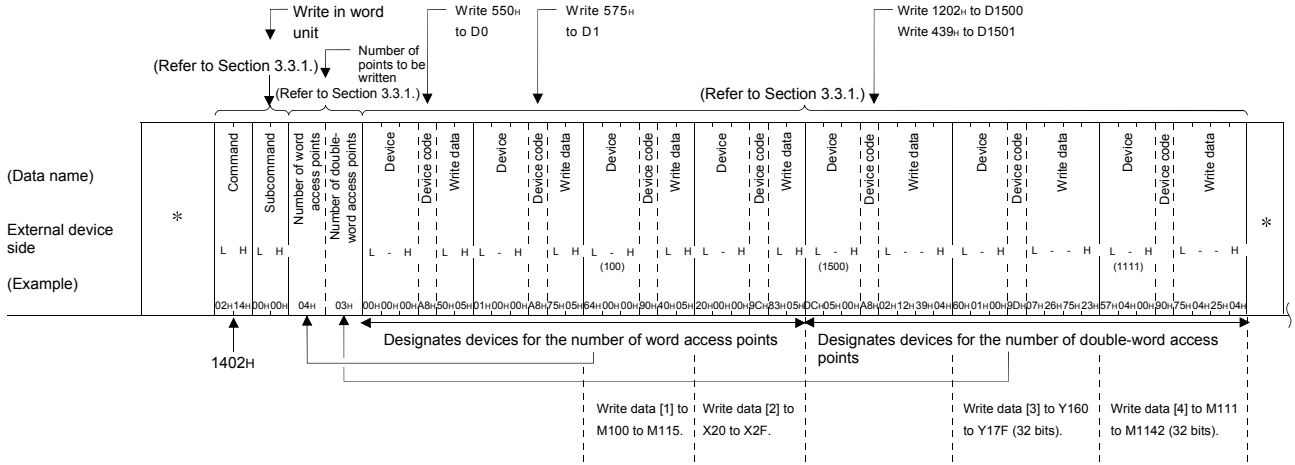 Write in word
unit
Write 550H
to D0
Write 575H
to D1
Write 1202H to D1500
Write 439H to D1501
Number of
points to be
written
(Refer to Section 3.3.1.)
(Refer to Section 3.3.1.)
(Refer to Section 3.3.1.)
(Data name)
Command
Subcommand
Number of word
access points
Number of double-
word access points
Device
Device code
Write data
Device
Device code
Write data
Device
Device code
Write data
Device
Device code
Write data
Device
Device code
Write data
Device
Device code
Write data
Device
Device code
Write data
*
*
External device
side
L H L H L - H L H L - H L H L - H L H L - H L H L - H L - - H L - H L - - H L - H L - - H
(100) (1500) (1111)
(Example)
02H 14H 00H 00H 04H 03H 00H 00H 00H A8H 50H 05H 01H 00H 00H A8H 75H 05H 64H 00H 00H 90H 40H 05H 20H 00H 00H 9CH 83H 05H DCH 05H 00H A8H 02H 12H 39H 04H 60H 01H 00H 9DH 07H 26H 75H 23H 57H 04H 00H 90H 75H 04H 25H 04H
1402H
Designates devices for the number of word access points
Designates devices for the number of double-word access
points
Write data [1] to
M100 to M115.
Write data [2] to
X20 to X2F.
Write data [3] to Y160
to Y17F (32 bits).
Write data [4] to M111
to M1142 (32 bits).